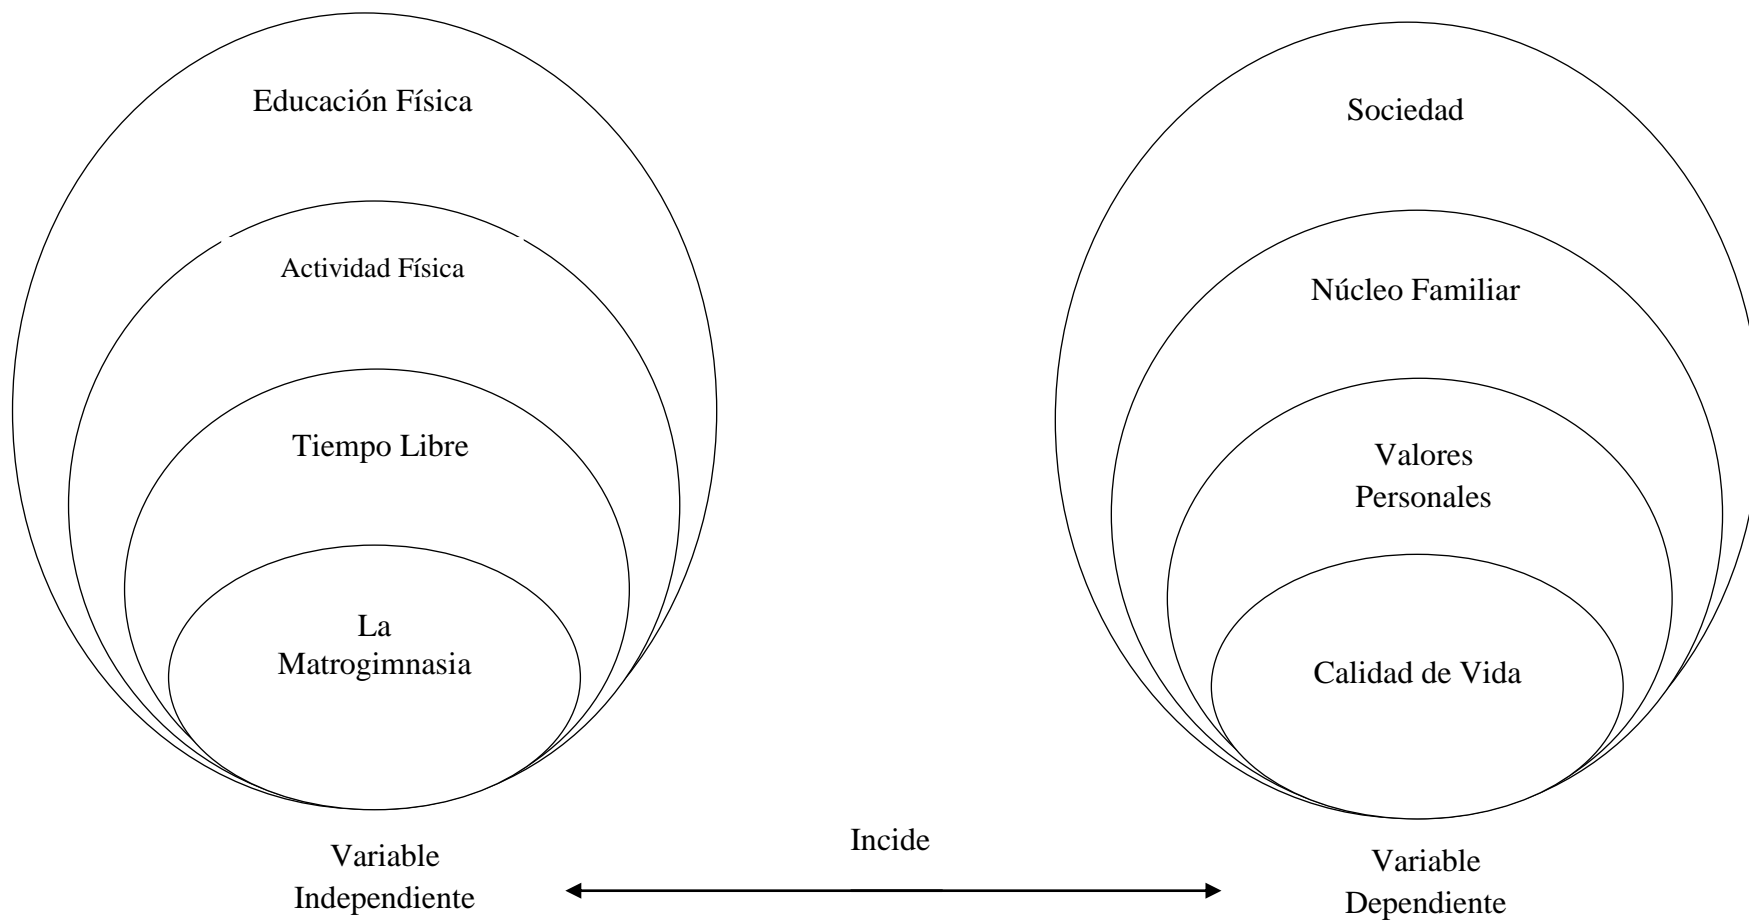 Educación Física
Actividad Física
Tiempo Libre
La
Matrogimnasia
Variable
Independiente
Incide
Sociedad
Núcleo Familiar
Valores
Personales
Calidad de Vida
Variable
Dependiente